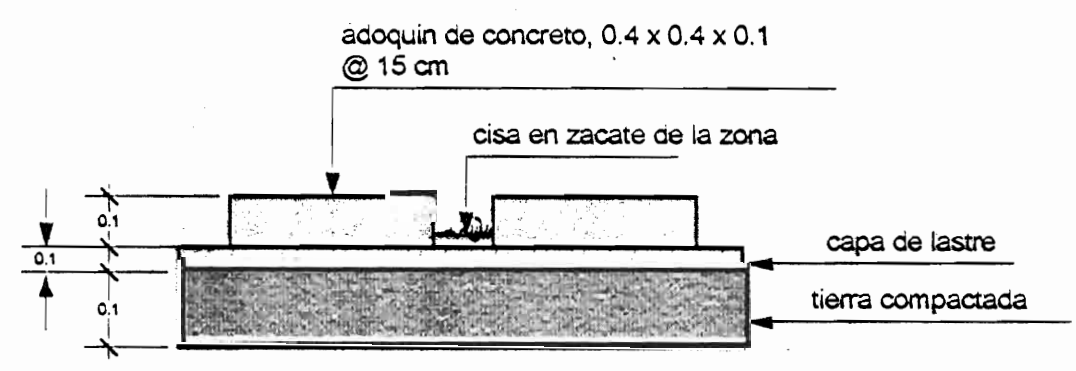 adoquin de concreto, 0.4 x 0.4 x 0.1
@ 15 cm
cisa en zacate de la zona
0.1
0.1
capa de lastre
0.1
tierra compactada